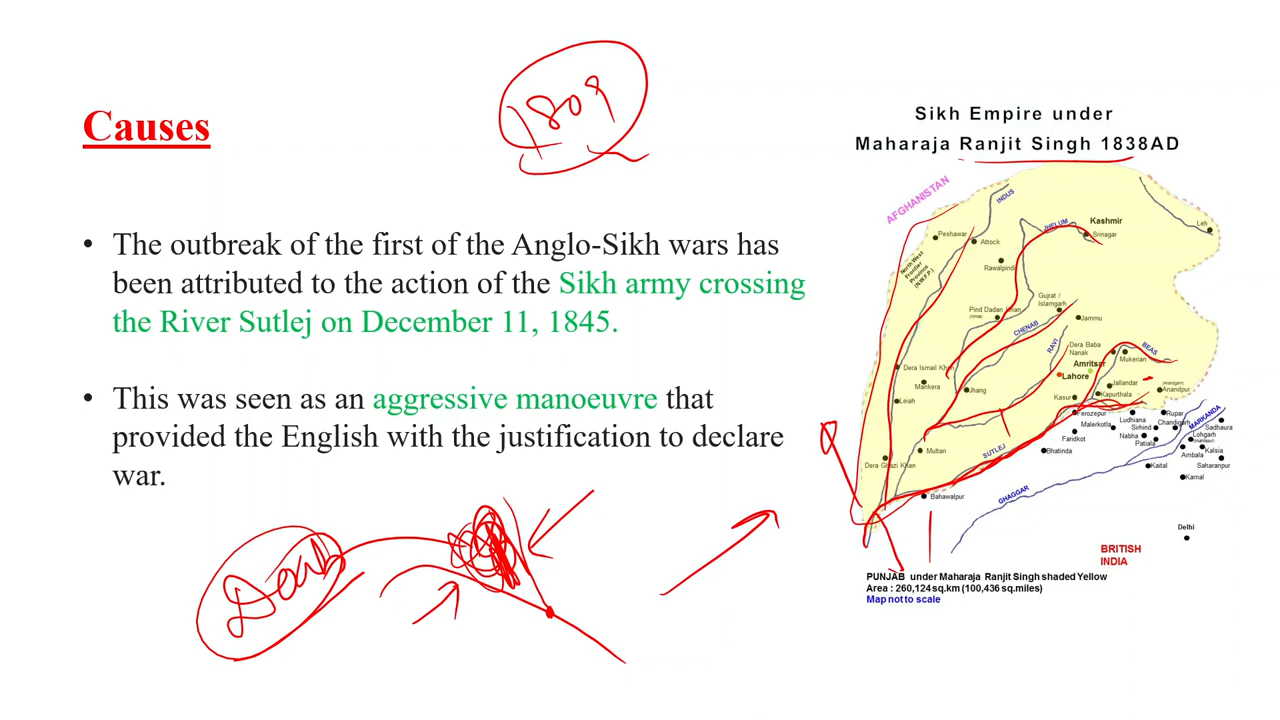 1809
Causes
• The outbreak of the first of the Anglo-Sikh wars has
been attributed to the action of the Sikh army crossing
the River Sutlej on December 11, 1845.
• This was seen as an aggressive manoeuvre that
provided the English with the justification to declare
war.
Doab
Sikh Empire under
Maharaja Ranjit Singh 1838AD
AFGHANISTAN
INDUS
Leh
Kashmir
JHELUM
Srinagar
Peshawar
Attock
North West
Frontier
Province
(N.W.F.P.)
Rawalpindi
Gujrat /
Islamgarh
Pind Dadan Khan
CHENAB
Jammu
RAVI
Dera Baba
Nanak
BEAS
Mukerian
Amritsar
Dera Ismail Khan
Lahore
Mankera
Jhang
Jallandar
Anandpur
Kasur
Kapurthala
Leiah
Ferozepur
Ludhiana
Rupar
MARKANDA
Malerkotla
Sirhind
Chandigarh
Sadhaura
Faridkot
Nabha
Patiala
Lohgarh
Multan
SUTLEJ
Bhatinda
Ambala
Kalsia
Dera Ghazi Khan
Kaital
Saharanpur
Karnal
Bahawalpur
GHAGGAR
Delhi
BRITISH
INDIA
PUNJAB under Maharaja Ranjit Singh shaded Yellow
Area : 260,124 sq.km (100,436 sq.miles)
Map not to scale